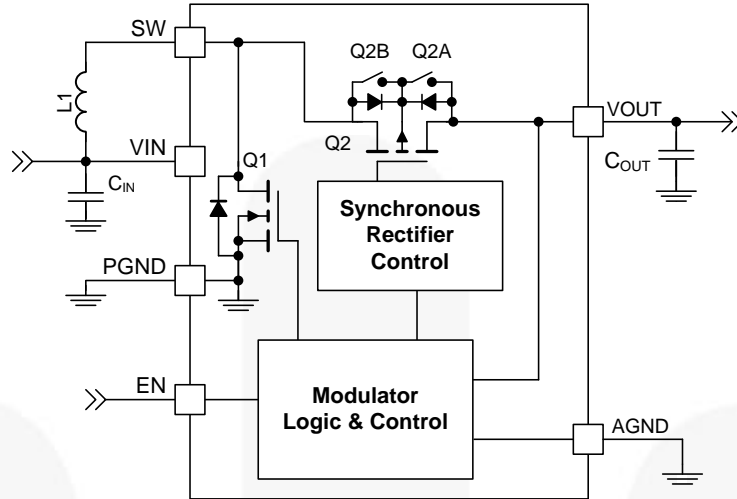 SW
Q2B Q2A
L1
VOUT
VIN
Q1
Q2
CIN
COUT
Synchronous
Rectifier
Control
PGND
EN
Modulator
Logic & Control
AGND